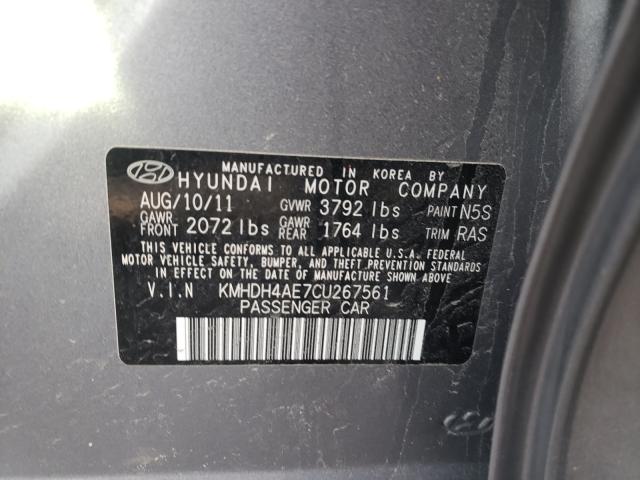 MANUFACTURED IN KOREA BY
HYUNDAI MOTOR COMPANY
AUG/10/11 GVWR 3792 lbs PAINT N5S
GAWR FRONT 2072 lbs GAWR REAR 1764 lbs TRIM RAS
THIS VEHICLE CONFORMS TO ALL APPLICABLE U.S.A. FEDERAL
MOTOR VEHICLE SAFETY, BUMPER, AND THEFT PREVENTION STANDARDS
IN EFFECT ON THE DATE OF MANUFACTURE SHOWN ABOVE
V.I.N KMHDH4AE7CU267561
PASSENGER CAR